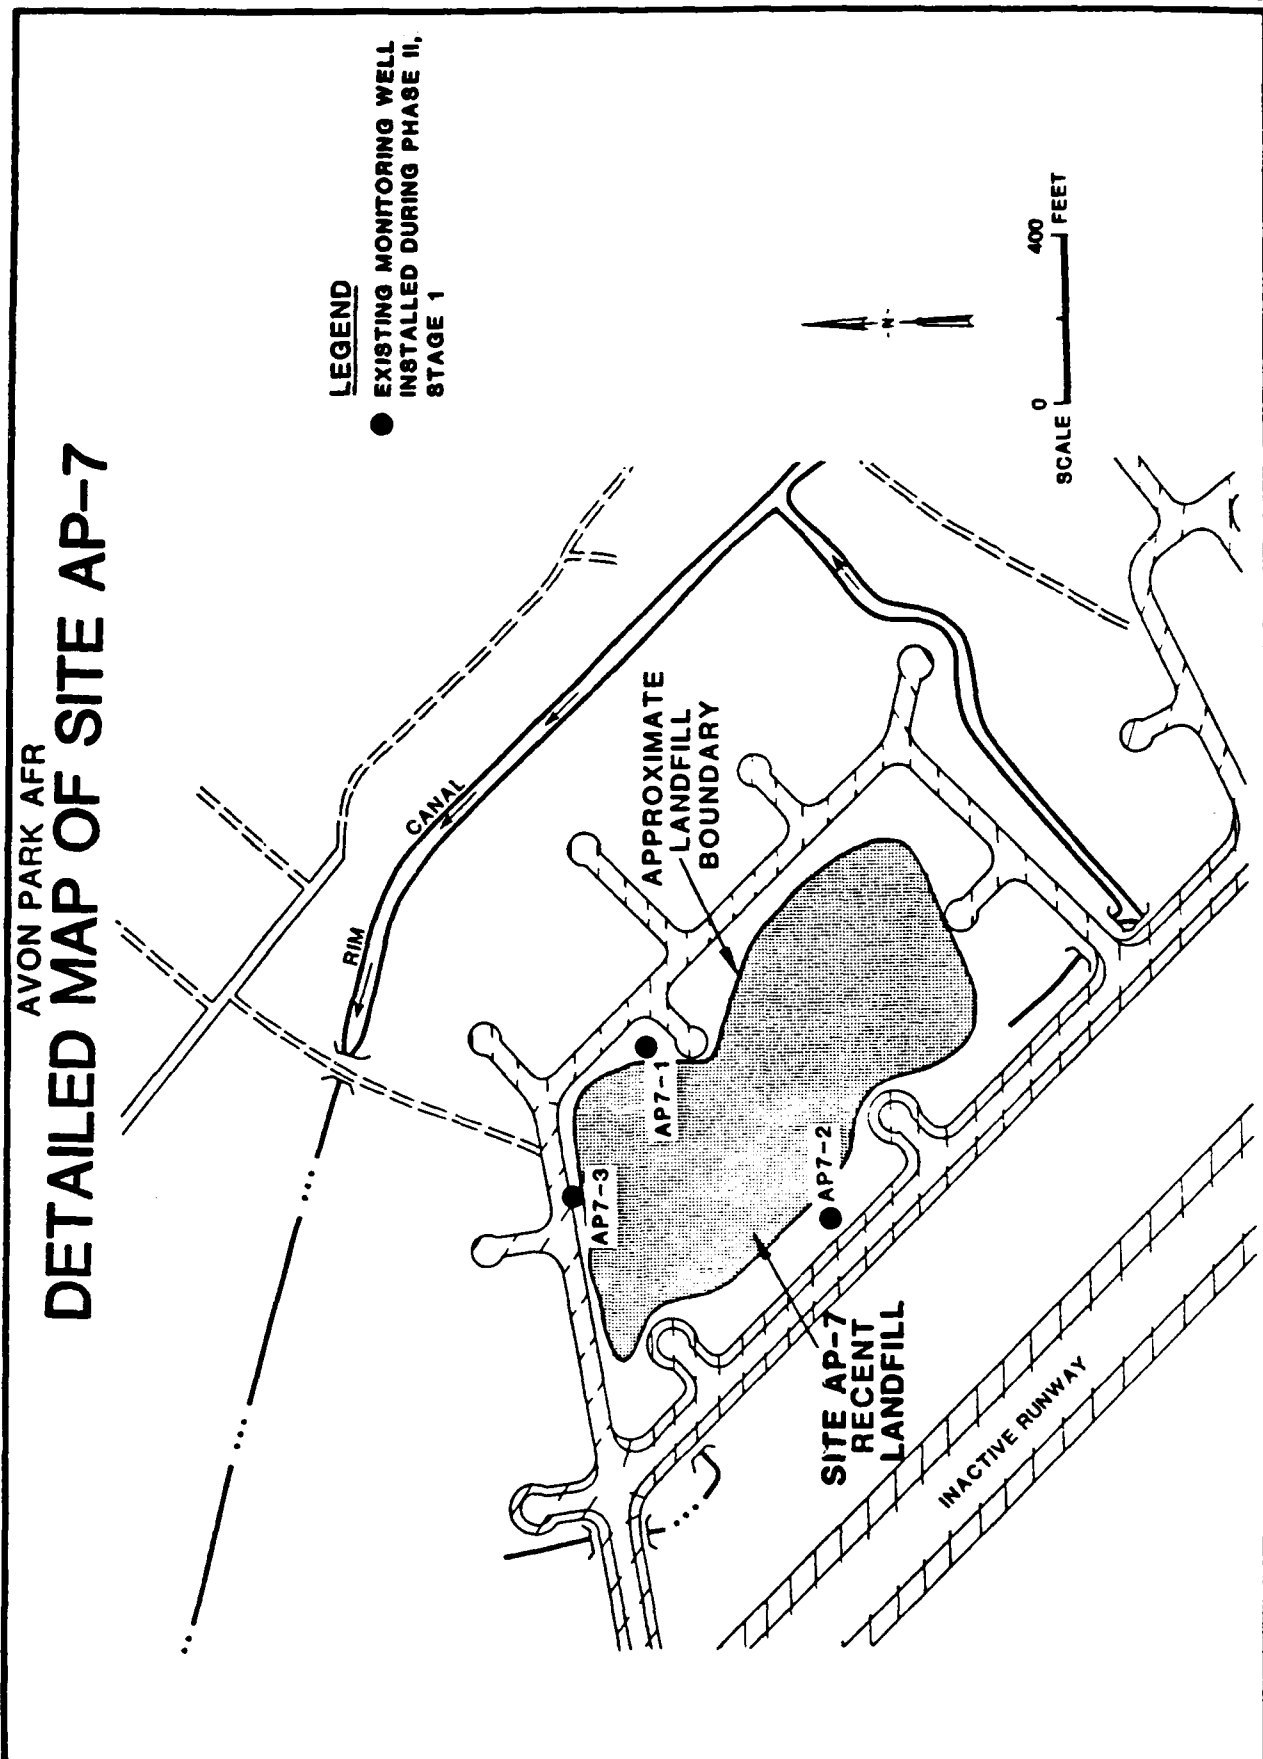 AVON PARK AFR
DETAILED MAP OF SITE AP-7
LEGEND
EXISTING MONITORING WELL
INSTALLED DURING PHASE II,
STAGE 1
RIM
CANAL
AP7-3
AP7-1
APPROXIMATE
LANDFILL
BOUNDARY
AP7-2
SITE AP-7
RECENT
LANDFILL
INACTIVE RUNWAY
-N-
0 400
SCALE FEET